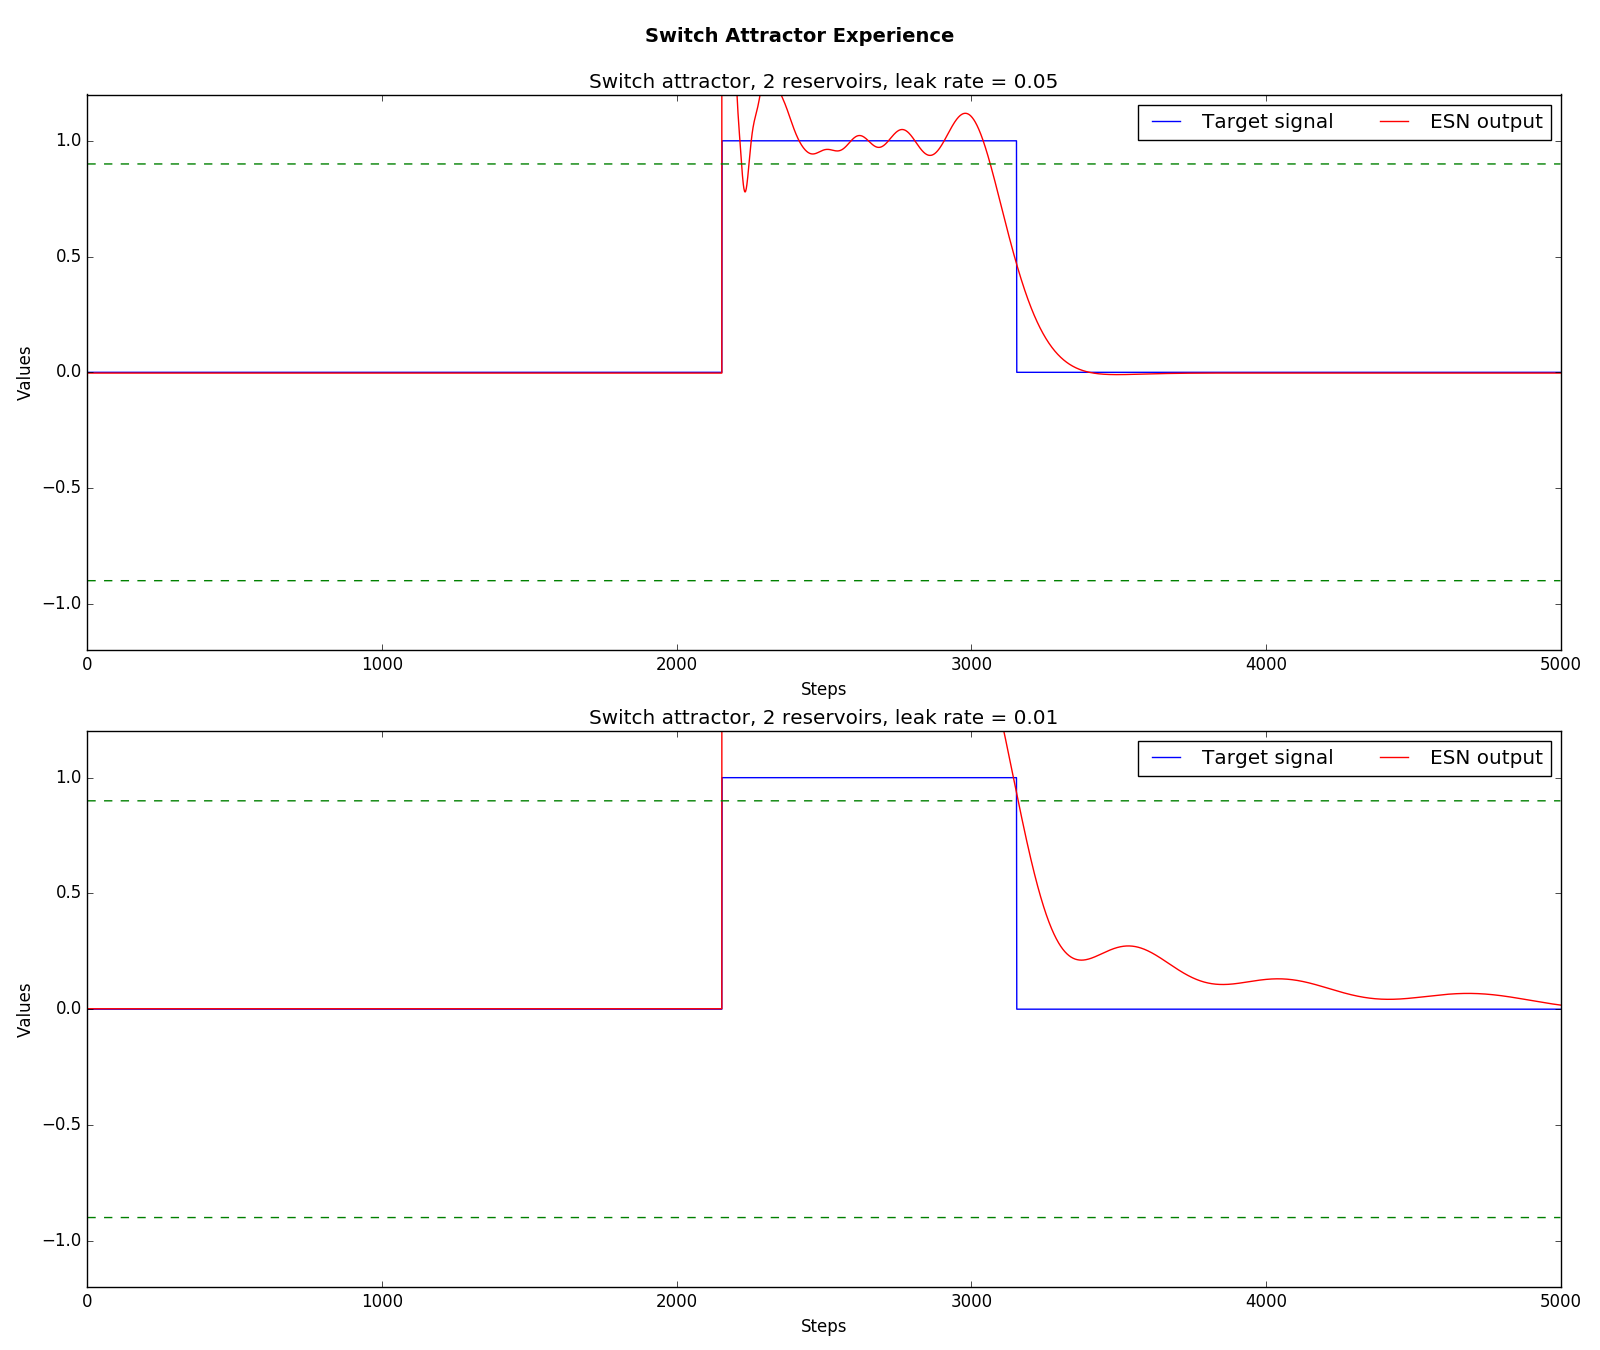 Switch Attractor Experience
Switch attractor, 2 reservoirs, leak rate = 0.05
Target signal ESN output
1.0
0.5
0.0
−0.5
−1.0
Values
0 1000 2000 3000 4000 5000
Steps
Switch attractor, 2 reservoirs, leak rate = 0.01
Target signal ESN output
1.0
0.5
0.0
−0.5
−1.0
Values
0 1000 2000 3000 4000 5000
Steps